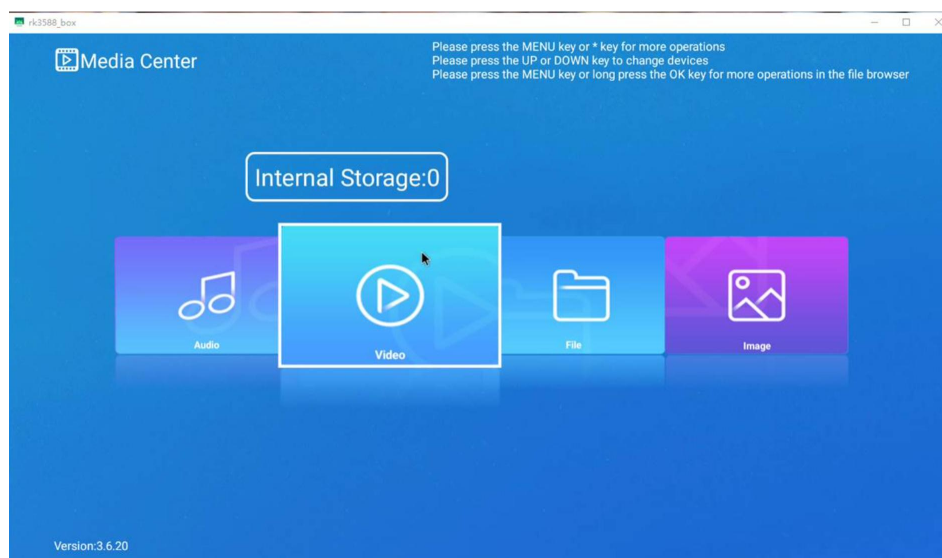 rk3588_box
Media Center
Please press the MENU key or * key for more operations
Please press the UP or DOWN key to change devices
Please press the MENU key or long press the OK key for more operations in the file browser
Internal Storage:0
Audio
Video
File
Image
Version:3.6.20